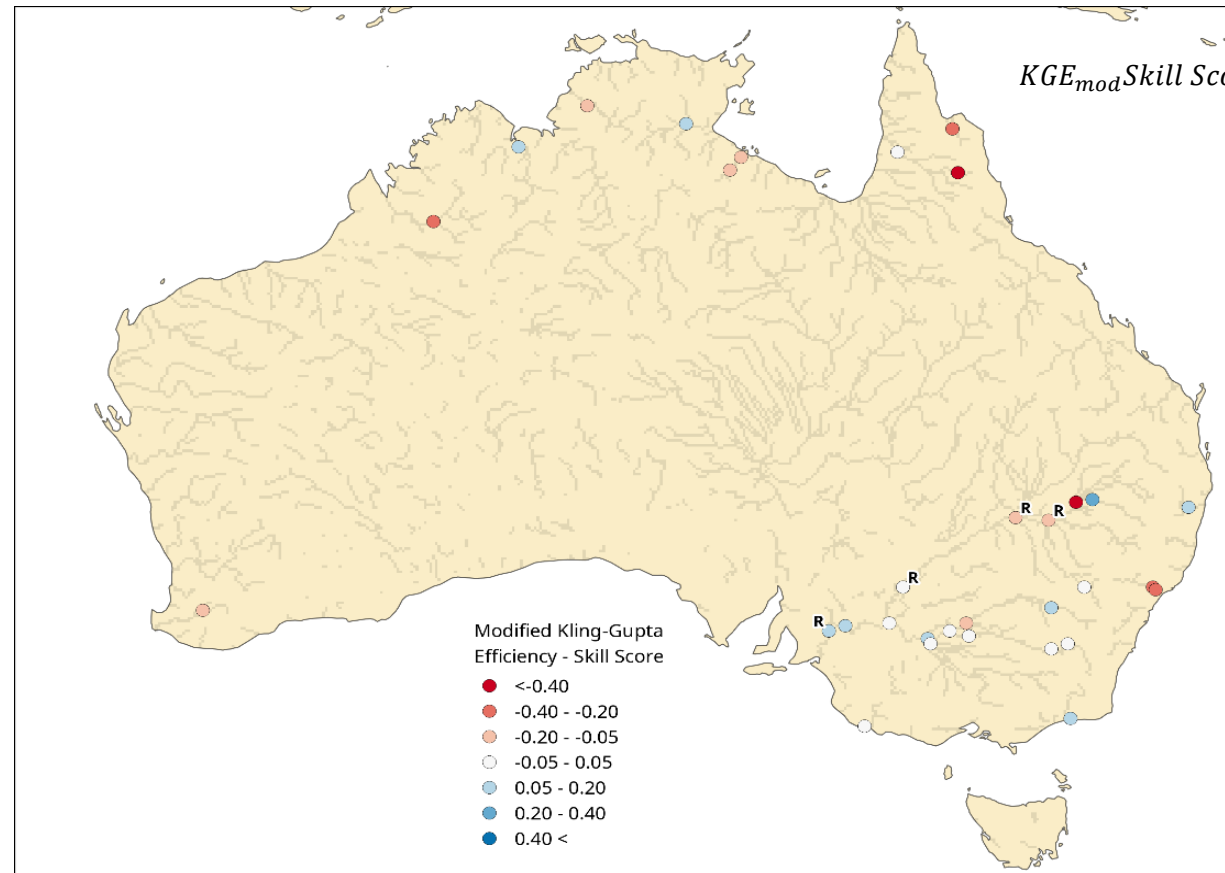 KGEmod Skill Sco
R
R
R
R
Modified Kling-Gupta
Efficiency - Skill Score
<-0.40
-0.40 - -0.20
-0.20 - -0.05
-0.05 - 0.05
0.05 - 0.20
0.20 - 0.40
0.40 <